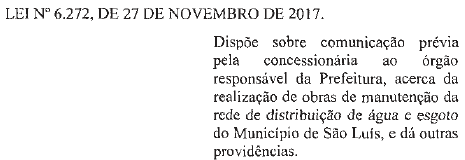 LEI Nº 6.272, DE 27 DE NOVEMBRO DE 2017.
Dispõe sobre comunicação prévia
pela concessionária ao órgão
responsável da Prefeitura, acerca da
realização de obras de manutenção da
rede de distribuição de água e esgoto
do Município de São Luís, e dá outras
providências.